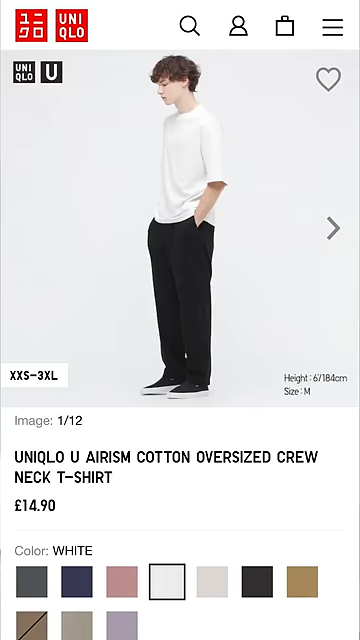 ユニ
クロ
UNI
QLO
UNI
QLO
U
XXS-3XL
Height : 6'/184cm
Size : M
Image: 1/12
UNIQLO U AIRISM COTTON OVERSIZED CREW
NECK T-SHIRT
£14.90
Color: WHITE